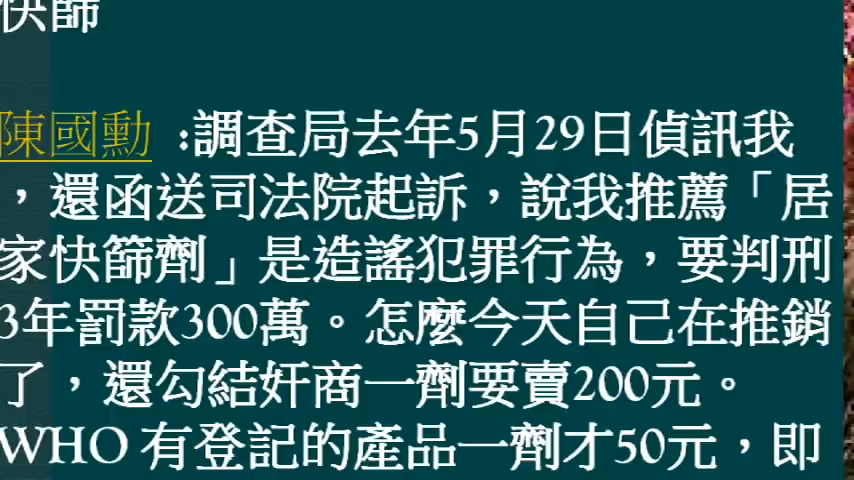 快篩
陳國勳 :調查局去年5月29日偵訊我
，還函送司法院起訴，說我推薦「居
家快篩劑」是造謠犯罪行為，要判刑
3年罰款300萬。怎麼今天自己在推銷
了，還勾結奸商一劑要賣200元。
WHO 有登記的產品一劑才50元，即